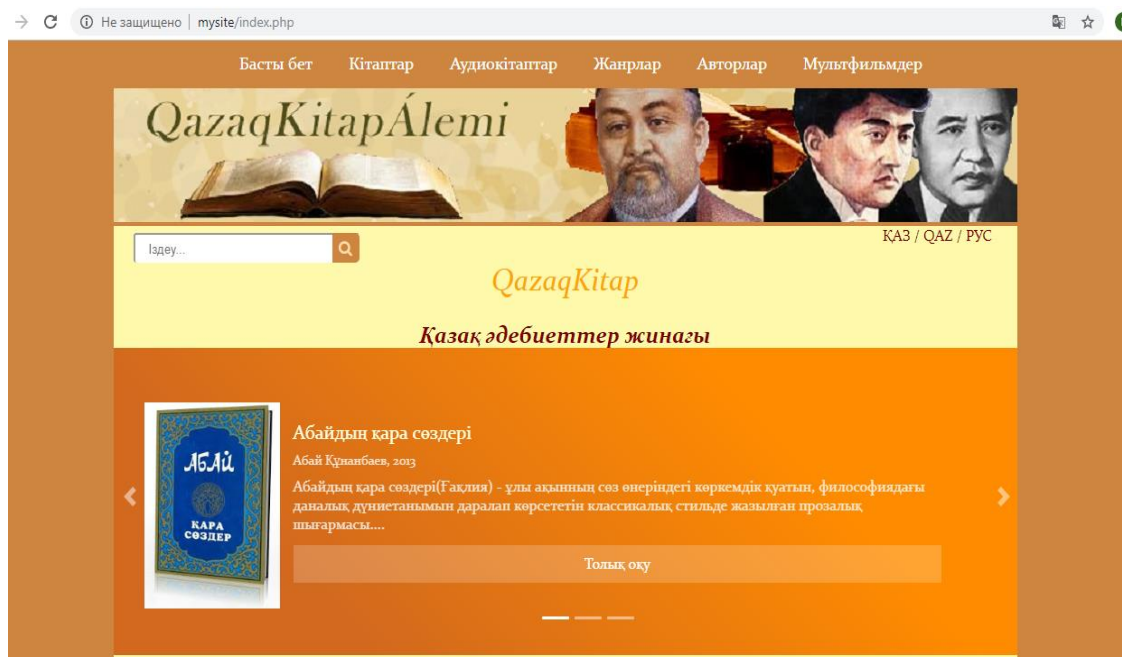 Не защищено | mysite/index.php
Басты бет Кітаптар Аудиокітаптар Жанрлар Авторлар Мультфильмдер
QazaqKitapÁlemi
Іздеу...
ҚАЗ / QAZ / РУС
QazaqKitap
Қазақ әдебиеттер жинағы
АБАЙ
ҚАРА
СӨЗДЕР
Абайдың қара сөздері
Абай Құнанбаев, 2013
Абайдың қара сөздері(Ғақлия) - ұлы ақынның сөз өнеріндегі көркемдік қуатын, философиядағы
даналық дүниетанымын даралап көрсететін классикалық стильде жазылған прозалық
шығармасы....
Толық оқу